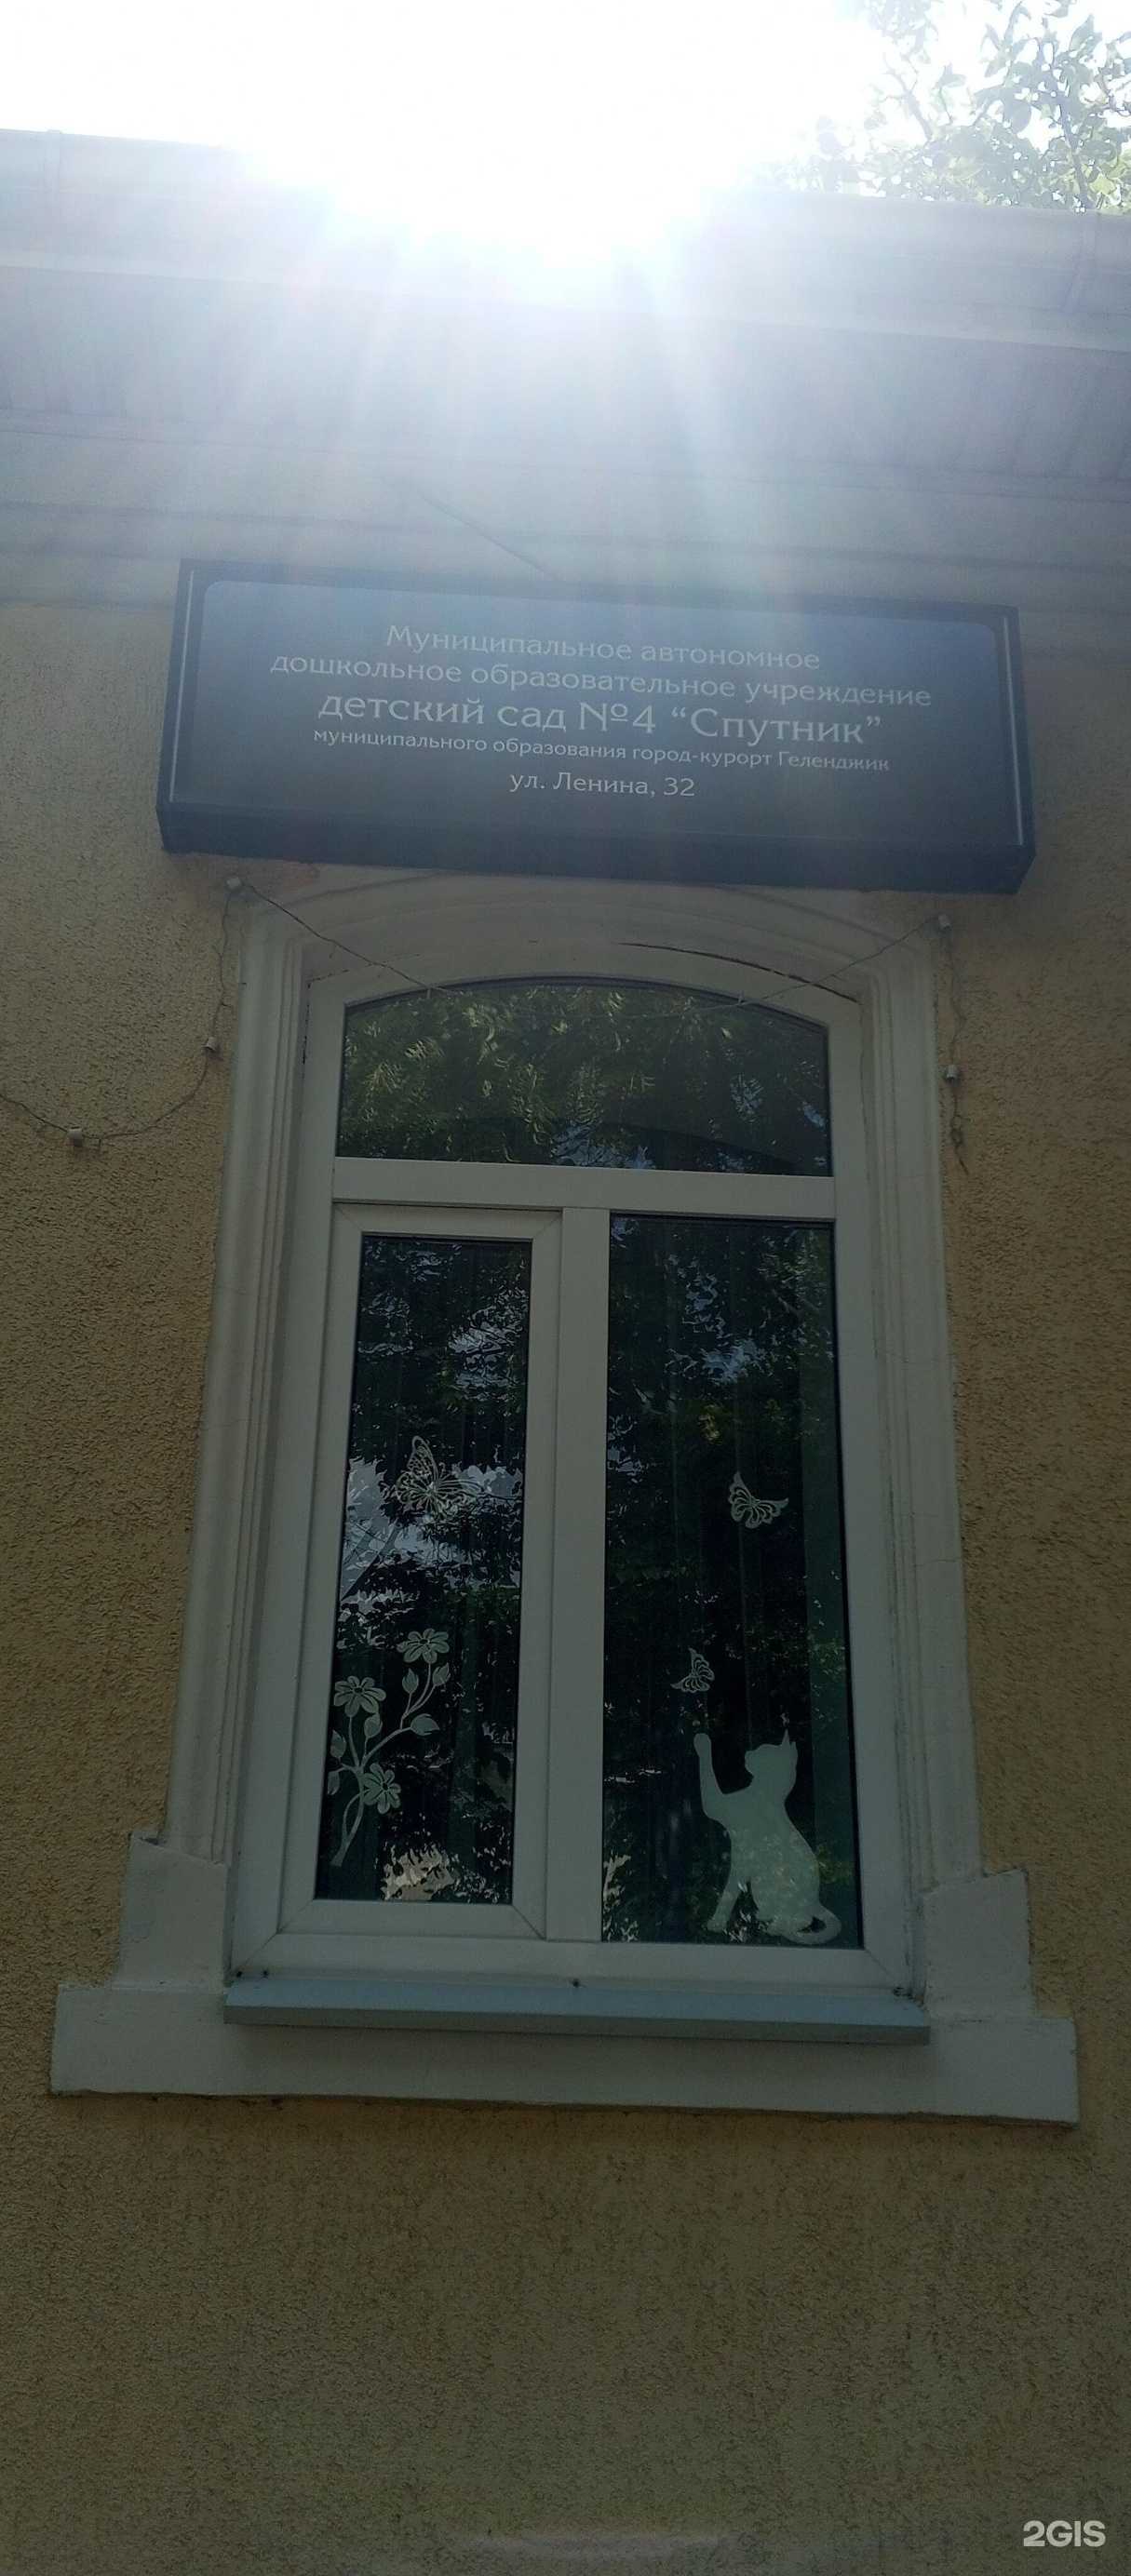 Муниципальное автономное
дошкольное образовательное учреждение
детский сад №4 “Спутник”
муниципального образования город-курорт Геленджик
ул. Ленина, 32
2GIS